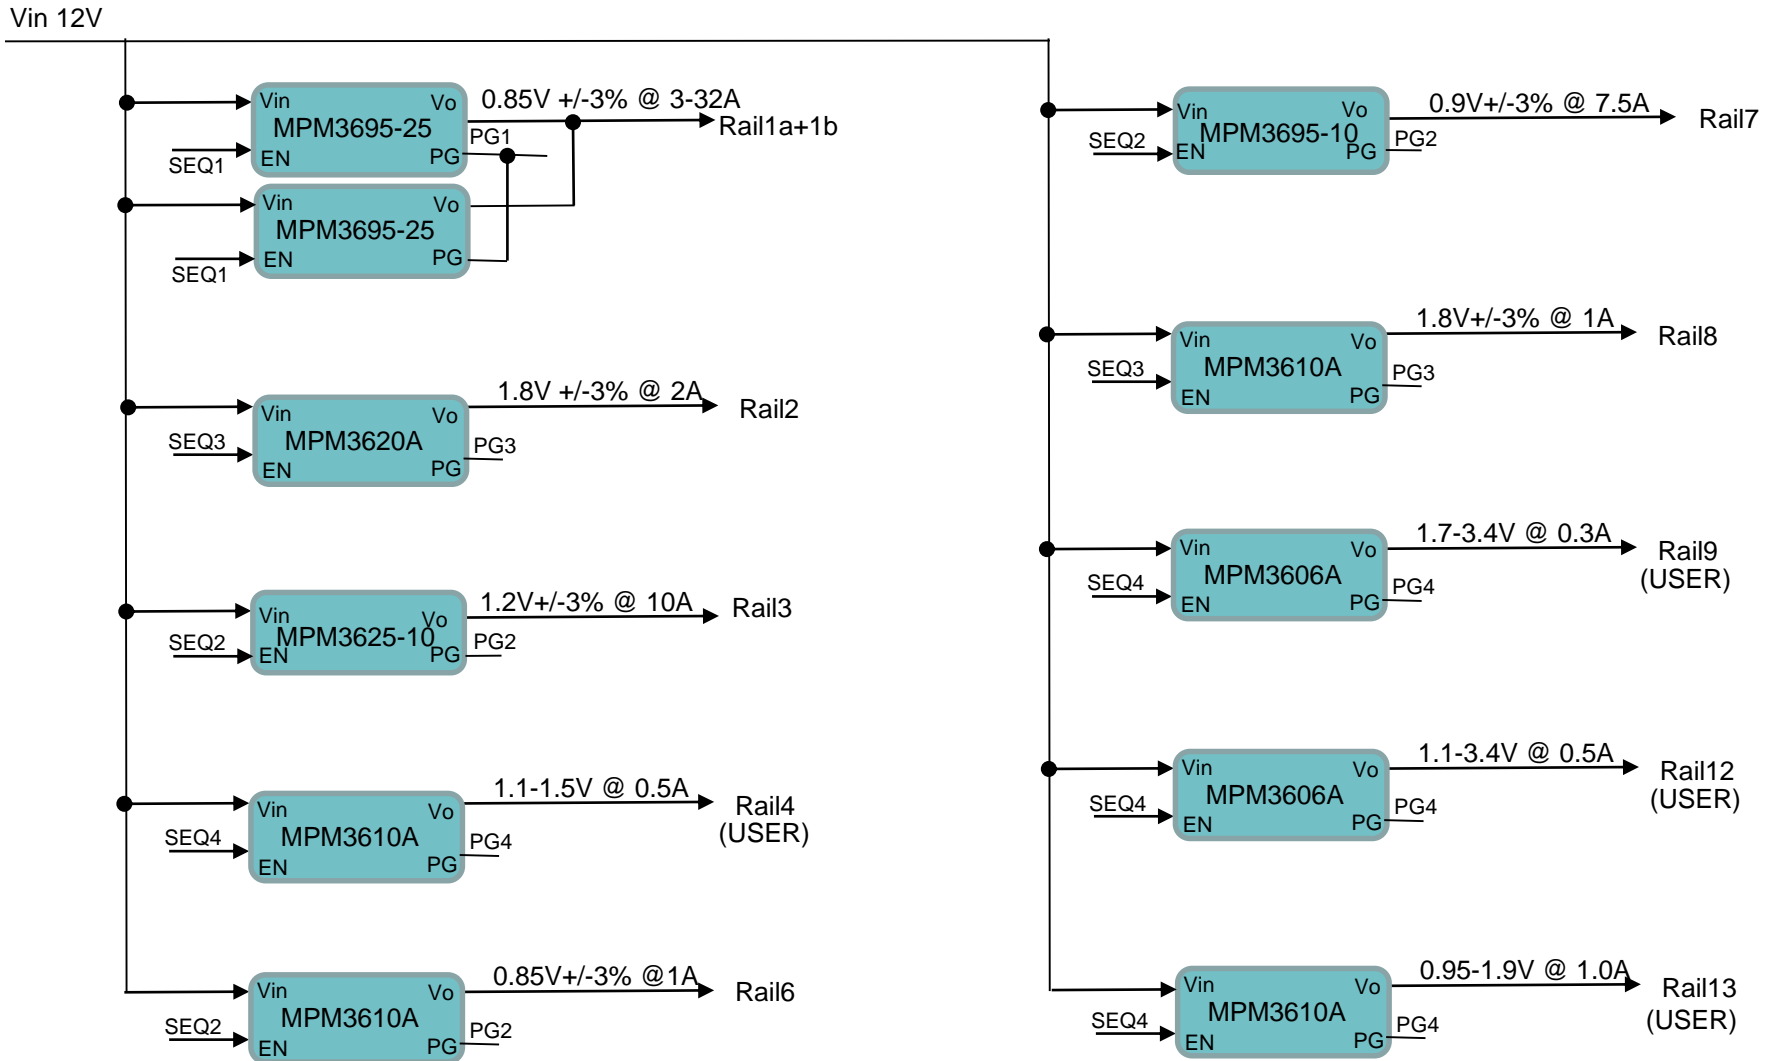 Vin 12V
Vin
Vo
MPM3695-25
EN
PG
SEQ1
0.85V +/-3% @ 3-32A
PG1
Rail1a+1b
Vin
Vo
MPM3695-25
EN
PG
SEQ1
Vin
Vo
MPM3620A
EN
PG
SEQ3
1.8V +/-3% @ 2A
PG3
Rail2
Vin
Vo
MPM3625-10
EN
PG
SEQ2
1.2V+/-3% @ 10A
PG2
Rail3
Vin
Vo
MPM3610A
EN
PG
SEQ4
1.1-1.5V @ 0.5A
PG4
Rail4
(USER)
Vin
Vo
MPM3610A
EN
PG
SEQ2
0.85V+/-3% @1A
PG2
Rail6
Vin
Vo
MPM3695-10
EN
PG
SEQ2
0.9V+/-3% @ 7.5A
PG2
Rail7
Vin
Vo
MPM3610A
EN
PG
SEQ3
1.8V+/-3% @ 1A
PG3
Rail8
Vin
Vo
MPM3606A
EN
PG
SEQ4
1.7-3.4V @ 0.3A
PG4
Rail9
(USER)
Vin
Vo
MPM3606A
EN
PG
SEQ4
1.1-3.4V @ 0.5A
PG4
Rail12
(USER)
Vin
Vo
MPM3610A
EN
PG
SEQ4
0.95-1.9V @ 1.0A
PG4
Rail13
(USER)